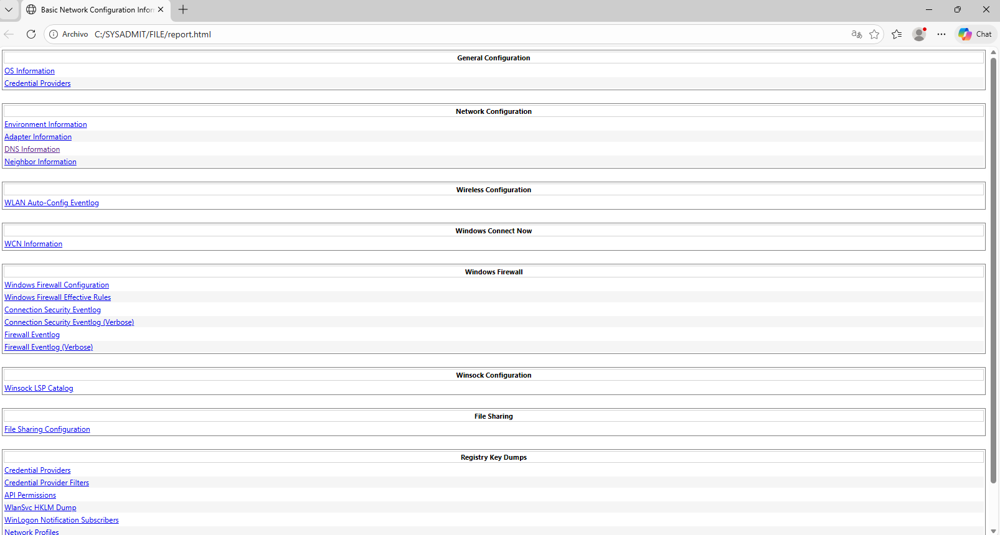 Basic Network Configuration Infor
Archivo C:/SYSADMIT/FILE/report.html
Chat
General Configuration
OS Information
Credential Providers
Network Configuration
Environment Information
Adapter Information
DNS Information
Neighbor Information
Wireless Configuration
WLAN Auto-Config Eventlog
Windows Connect Now
WCN Information
Windows Firewall
Windows Firewall Configuration
Windows Firewall Effective Rules
Connection Security Eventlog
Connection Security Eventlog (Verbose)
Firewall Eventlog
Firewall Eventlog (Verbose)
Winsock Configuration
Winsock LSP Catalog
File Sharing
File Sharing Configuration
Registry Key Dumps
Credential Providers
Credential Provider Filters
API Permissions
WlanSvc HKLM Dump
WinLogon Notification Subscribers
Network Profiles